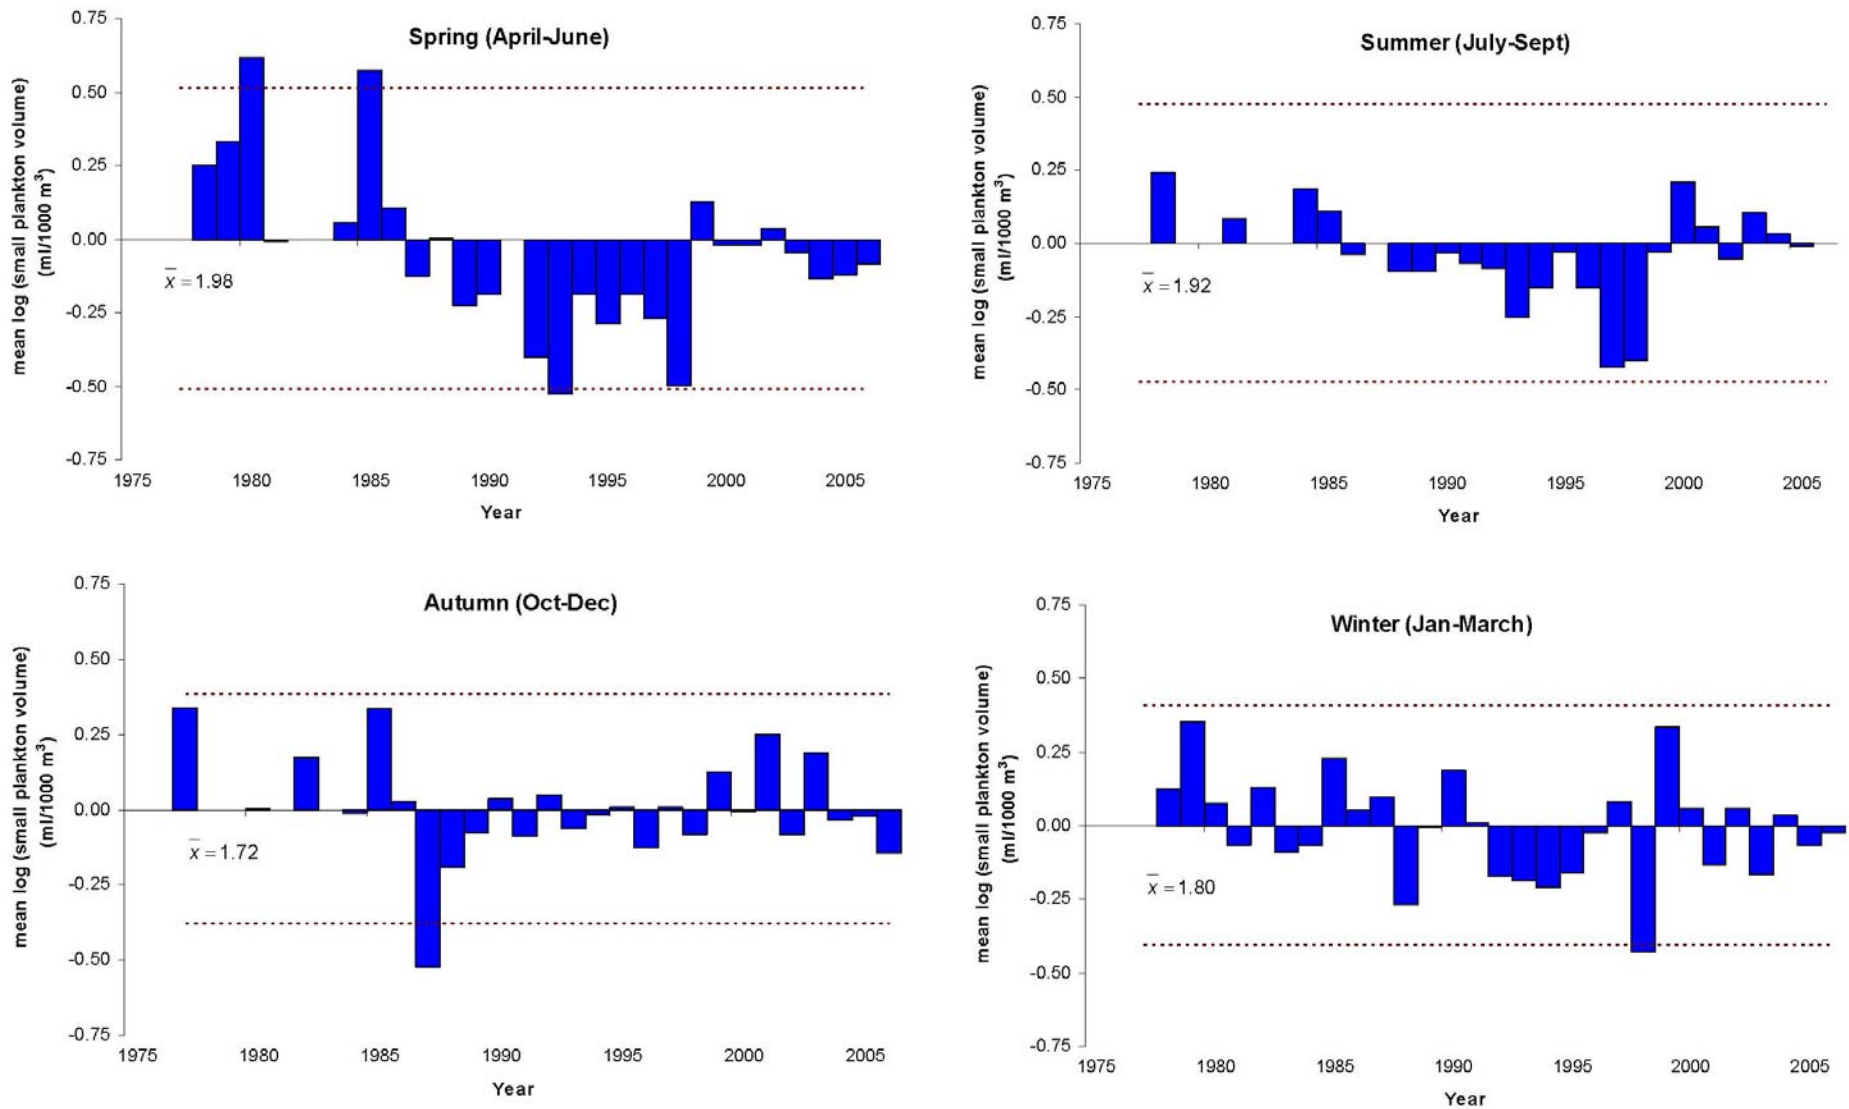 Spring (April-June)
mean log (small plankton volume)
(ml/1000 m³)
0.75
0.50
0.25
0.00
-0.25
-0.50
-0.75
x̅ = 1.98
1975 1980 1985 1990 1995 2000 2005
Year
Summer (July-Sept)
mean log (small plankton volume)
(ml/1000 m³)
0.75
0.50
0.25
0.00
-0.25
-0.50
-0.75
x̅ = 1.92
1975 1980 1985 1990 1995 2000 2005
Year
Autumn (Oct-Dec)
mean log (small plankton volume)
(ml/1000 m³)
0.75
0.50
0.25
0.00
-0.25
-0.50
-0.75
x̅ = 1.72
1975 1980 1985 1990 1995 2000 2005
Year
Winter (Jan-March)
mean log (small plankton volume)
(ml/1000 m³)
0.75
0.50
0.25
0.00
-0.25
-0.50
-0.75
x̅ = 1.80
1975 1980 1985 1990 1995 2000 2005
Year